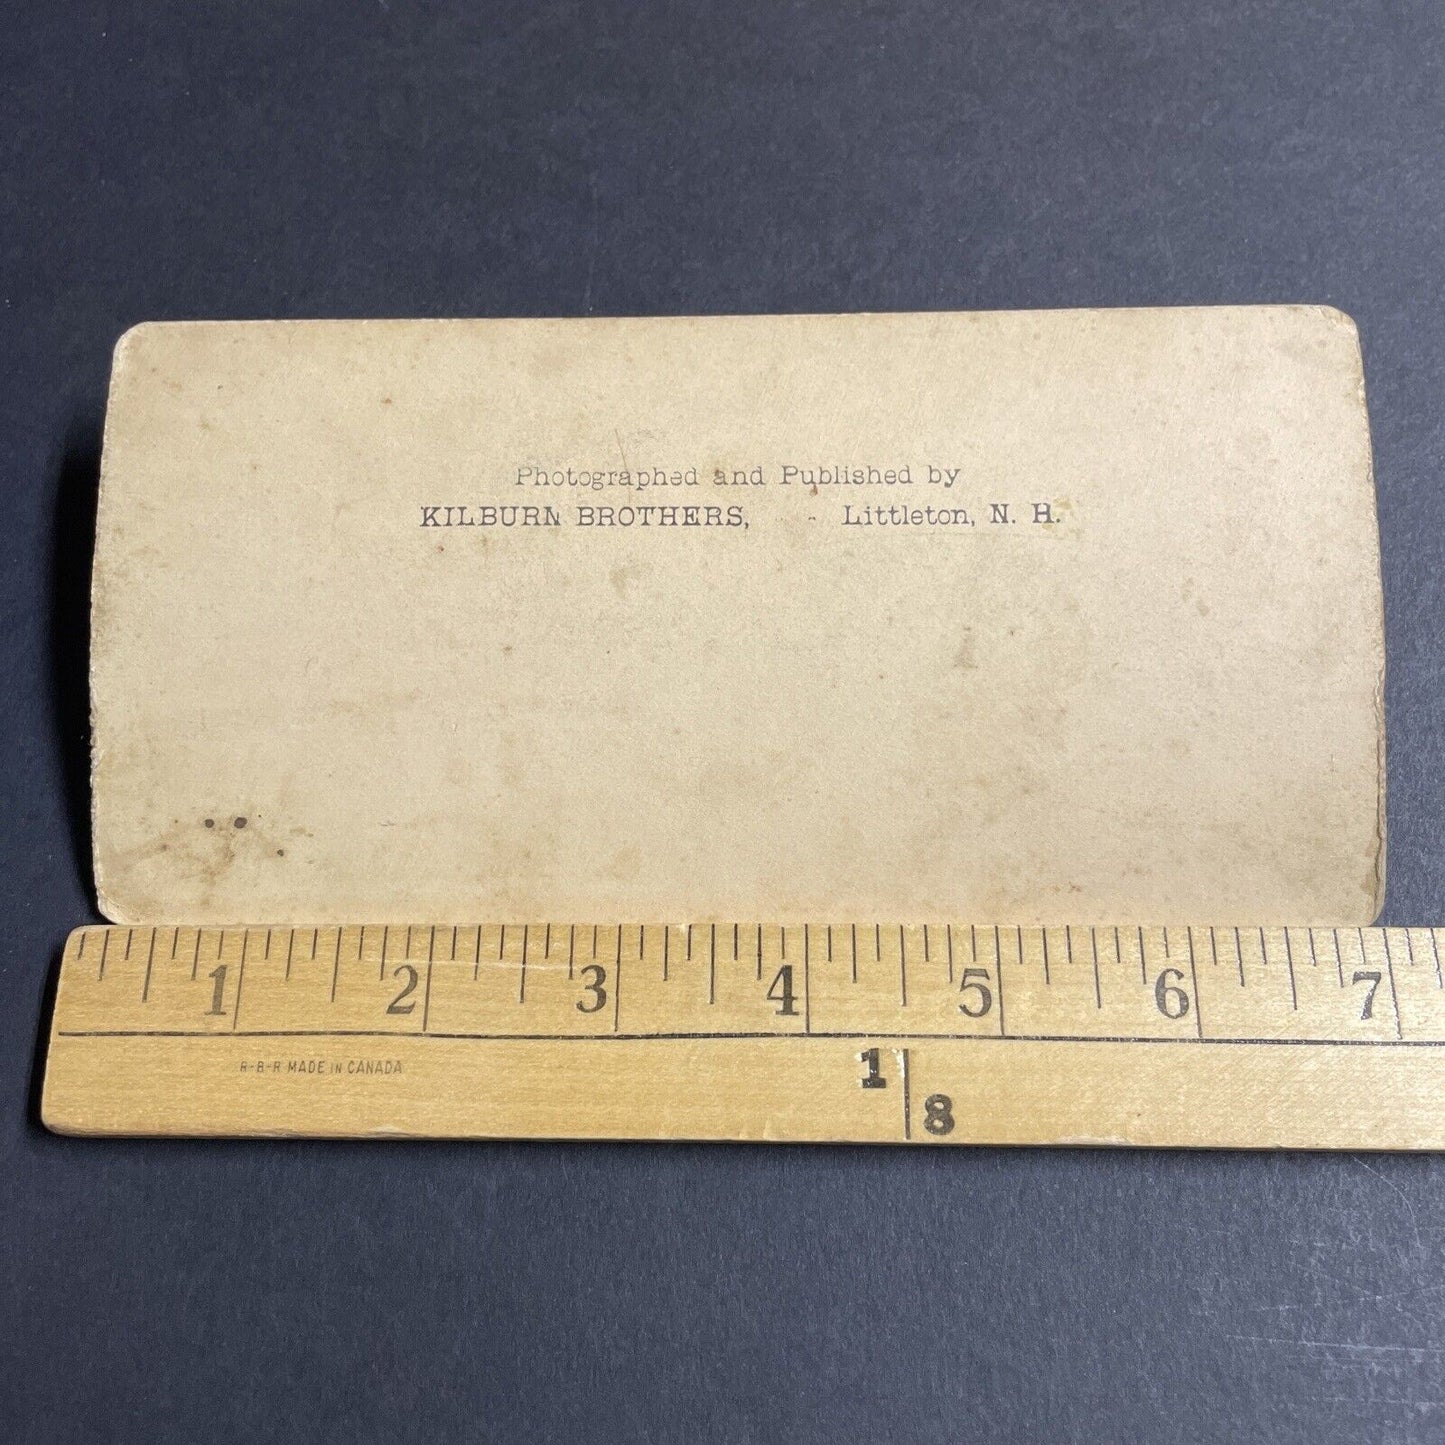 Photographed and Published by
KILBURN BROTHERS, - Littleton, N. H.
1 2 3 4 5 6 7
R-B-R MADE IN CANADA
1
8